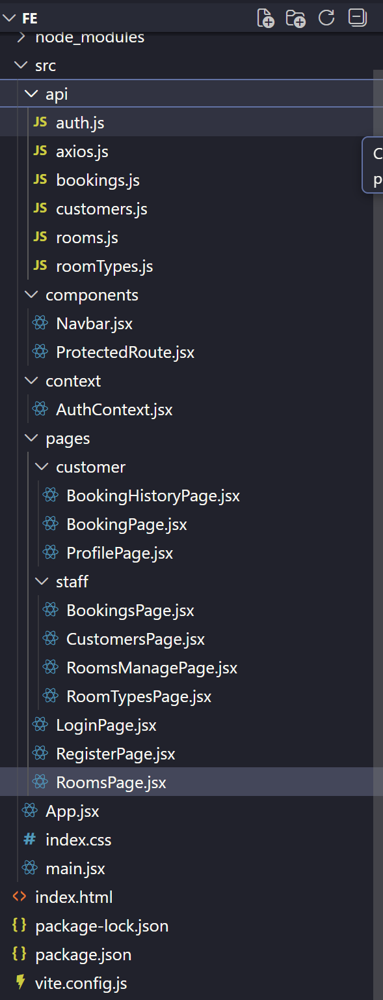 FE
node_modules
src
api
JS auth.js
JS axios.js
JS bookings.js
JS customers.js
JS rooms.js
JS roomTypes.js
components
Navbar.jsx
ProtectedRoute.jsx
context
AuthContext.jsx
pages
customer
BookingHistoryPage.jsx
BookingPage.jsx
ProfilePage.jsx
staff
BookingsPage.jsx
CustomersPage.jsx
RoomsManagePage.jsx
RoomTypesPage.jsx
LoginPage.jsx
RegisterPage.jsx
RoomsPage.jsx
App.jsx
# index.css
main.jsx
<> index.html
{} package-lock.json
{} package.json
vite.config.js
C
p